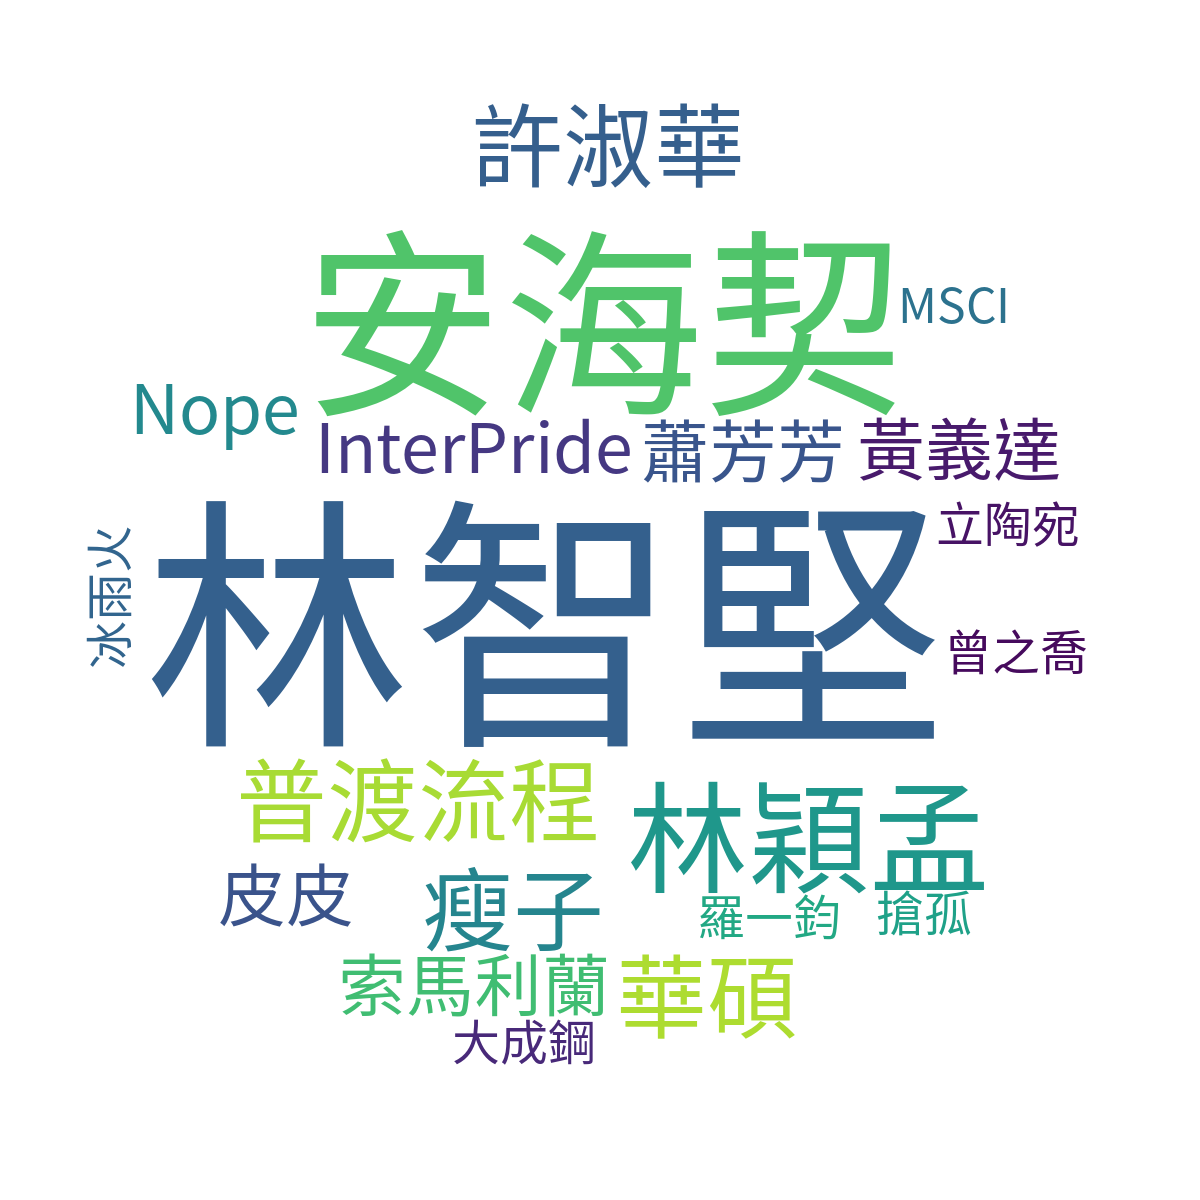 許淑華
安海契
MSCI
Nope
InterPride
蕭芳芳
黃義達
立陶宛
冰雨火
林智堅
曾之喬
普渡流程
林穎孟
皮皮
瘦子
羅一鈞
搶孤
索馬利蘭
華碩
大成鋼